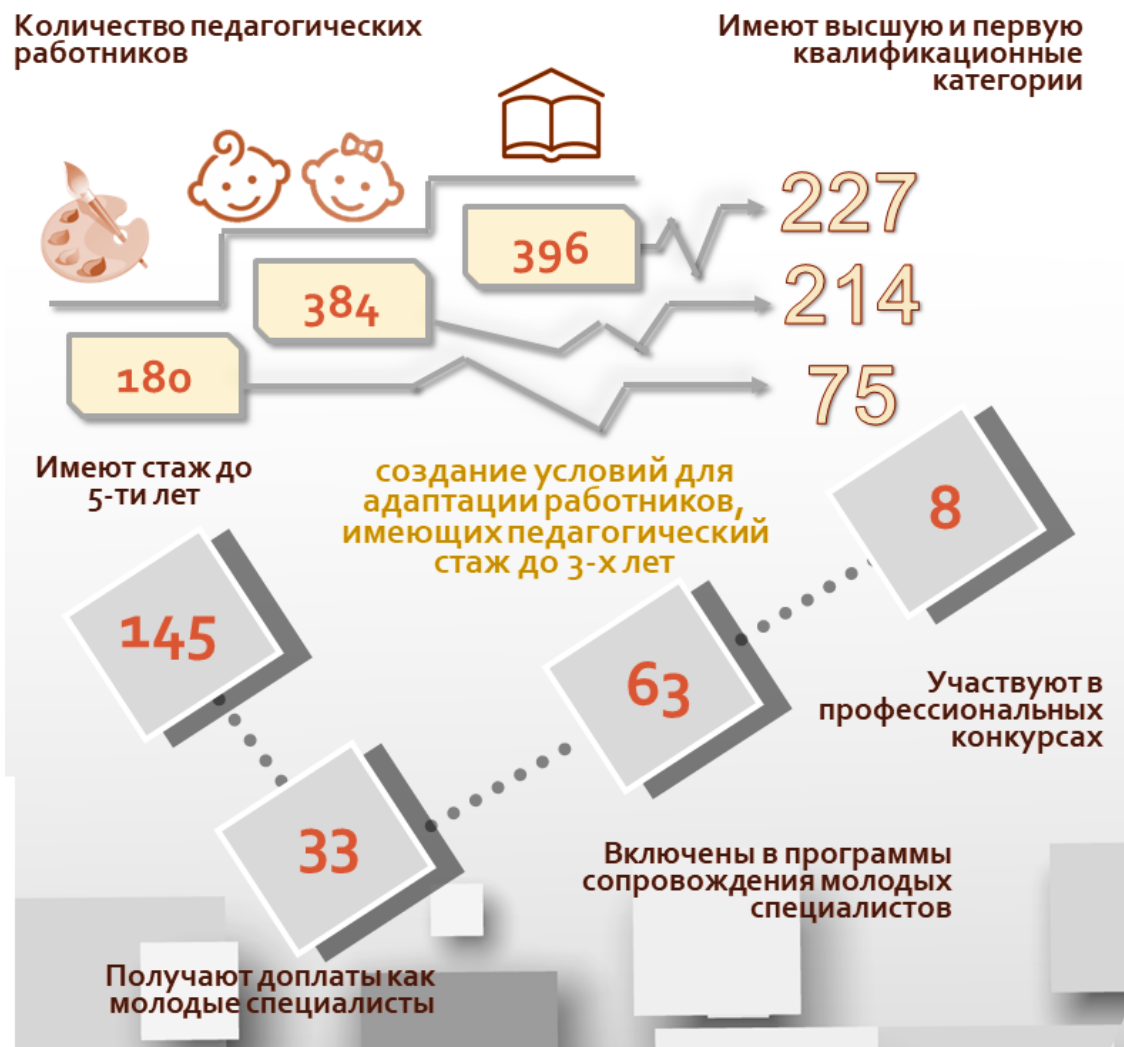 Количество педагогических
работников
Имеют высшую и первую
квалификационные
категории
396
384
180
227
214
75
Имеют стаж до
5-ти лет
создание условий для
адаптации работников,
имеющих педагогический
стаж до 3-х лет
8
145
63
33
Участвуют в
профессиональных
конкурсах
Включены в программы
сопровождения молодых
специалистов
Получают доплаты как
молодые специалисты